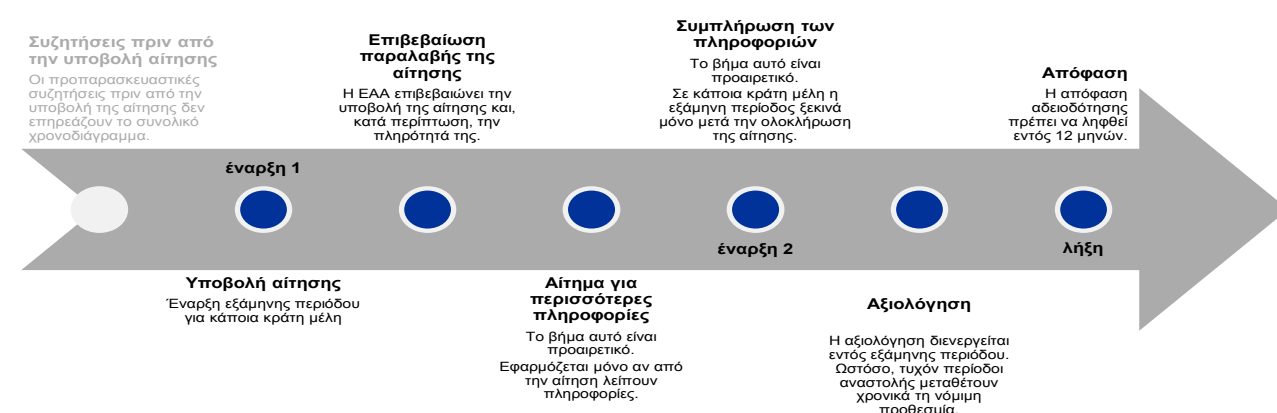 Συζητήσεις πριν από
την υποβολή αίτησης
Οι προπαρασκευαστικές
συζητήσεις πριν από την
υποβολή της αίτησης δεν
επηρεάζουν το συνολικό
χρονοδιάγραμμα.
έναρξη 1
Υποβολή αίτησης
Έναρξη εξάμηνης περιόδου
για κάποια κράτη μέλη
Επιβεβαίωση
παραλαβής της
αίτησης
Η ΕΑΑ επιβεβαιώνει την
υποβολή της αίτησης και,
κατά περίπτωση, την
πληρότητά της.
Αίτημα για
περισσότερες
πληροφορίες
Το βήμα αυτό είναι
προαιρετικό.
Εφαρμόζεται μόνο αν από
την αίτηση λείπουν
πληροφορίες.
Συμπλήρωση των
πληροφοριών
Το βήμα αυτό είναι
προαιρετικό.
Σε κάποια κράτη μέλη η
εξάμηνη περίοδος ξεκινά
μόνο μετά την ολοκλήρωση
της αίτησης.
έναρξη 2
Αξιολόγηση
Η αξιολόγηση διενεργείται
εντός εξάμηνης περιόδου.
Ωστόσο, τυχόν περίοδοι
αναστολής μεταθέτουν
χρονικά τη νόμιμη
προθεσμία.
Απόφαση
Η απόφαση
αδειοδότησης
πρέπει να ληφθεί
εντός 12 μηνών.
λήξη